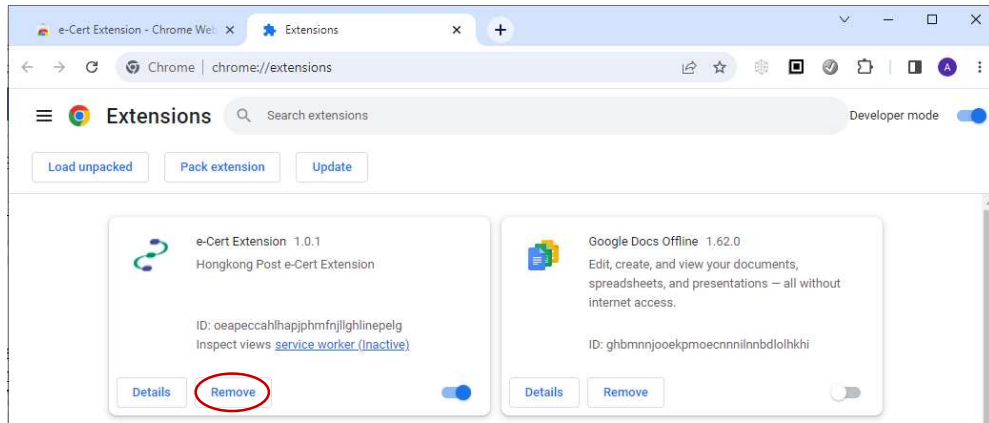 e-Cert Extension - Chrome Web
Extensions
Chrome | chrome://extensions
A
Extensions
Search extensions
Developer mode
Load unpacked
Pack extension
Update
e-Cert Extension 1.0.1
Hongkong Post e-Cert Extension
ID: oeapeccahlhapjphmfnjllghlinepelg
Inspect views service worker (Inactive)
Details
Remove
Google Docs Offline 1.62.0
Edit, create, and view your documents,
spreadsheets, and presentations — all without
internet access.
ID: ghbmnnjooekpmoecnnnilnnbdlolhkhi
Details
Remove